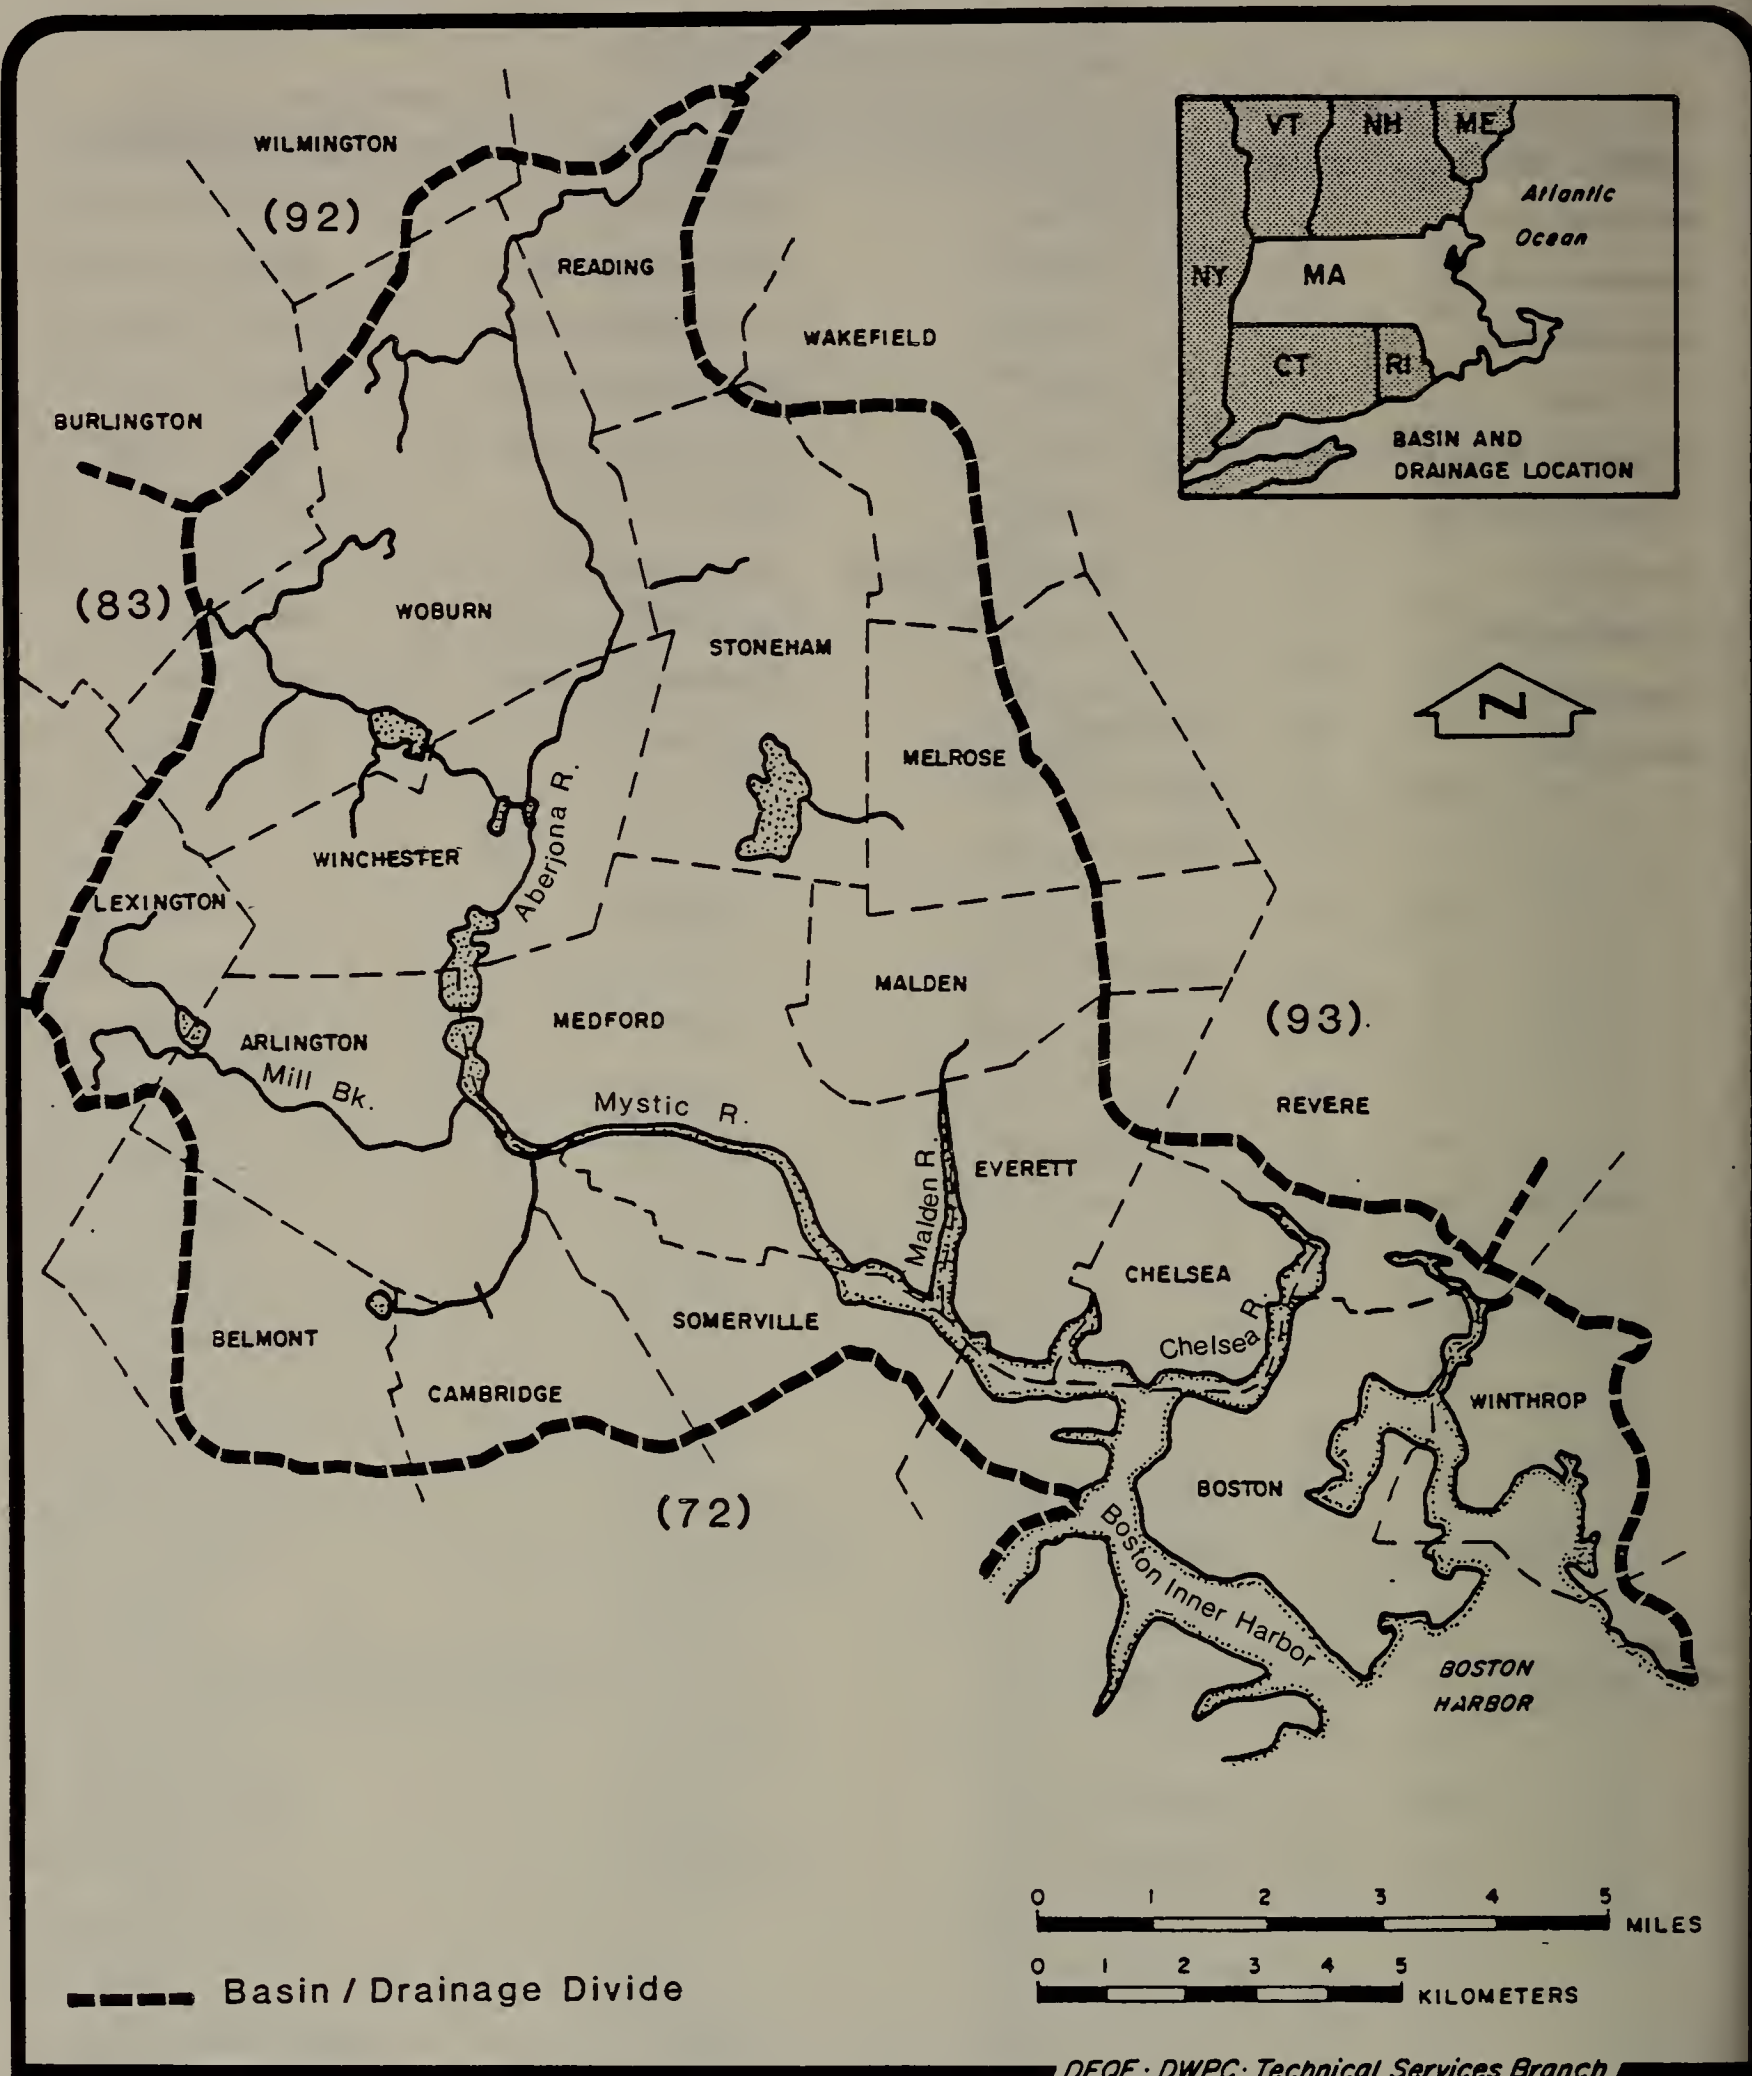 WILMINGTON
(92)
READING
WAKEFIELD
BURLINGTON
VT
NH
ME
Atlantic
Ocean
NY
MA
CT
RI
BASIN AND
DRAINAGE LOCATION
(83)
WOBURN
STONEHAM
N
MELROSE
Aberjona R.
WINCHESTER
LEXINGTON
MALDEN
(93)
MEDFORD
ARLINGTON
Mill Bk.
Mystic R.
REVERE
Malden R.
EVERETT
CHELSEA
Chelsea R.
SOMERVILLE
BELMONT
CAMBRIDGE
WINTHROP
BOSTON
(72)
Boston Inner Harbor
BOSTON
HARBOR
0 1 2 3 4 5
MILES
0 1 2 3 4 5
KILOMETERS
Basin / Drainage Divide
DEQE · DWPC · Technical Services Branch